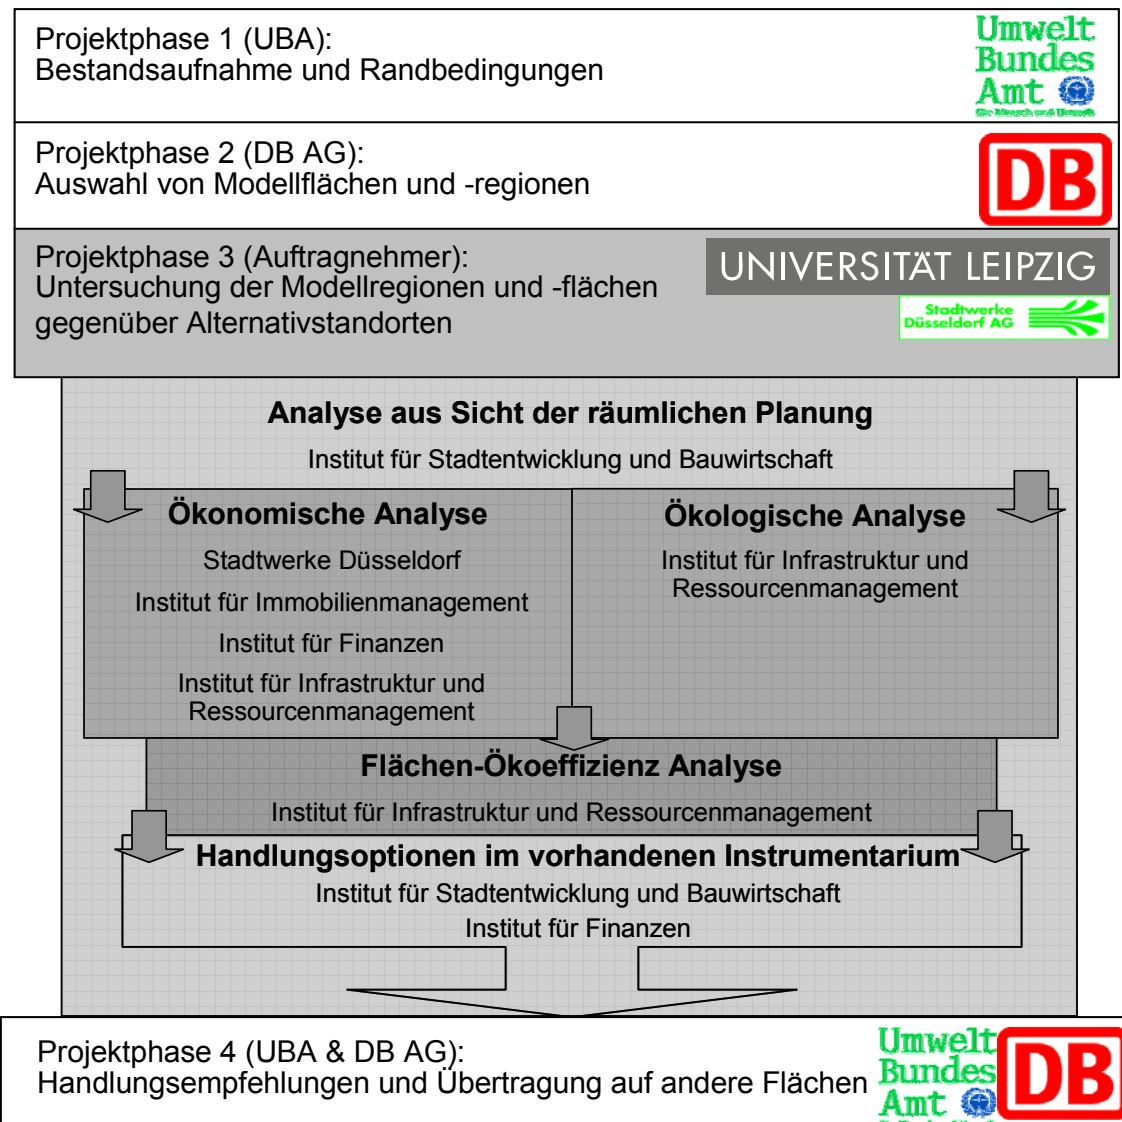 Projektphase 1 (UBA):
Bestandsaufnahme und Randbedingungen
Umwelt
Bundes
Amt
Für Mensch und Umwelt
Projektphase 2 (DB AG):
Auswahl von Modellflächen und -regionen
DB
Projektphase 3 (Auftragnehmer):
Untersuchung der Modellregionen und -flächen
gegenüber Alternativstandorten
UNIVERSITÄT LEIPZIG
Stadtwerke
Düsseldorf AG
Analyse aus Sicht der räumlichen Planung
Institut für Stadtentwicklung und Bauwirtschaft
Ökonomische Analyse
Stadtwerke Düsseldorf
Institut für Immobilienmanagement
Institut für Finanzen
Institut für Infrastruktur und
Ressourcenmanagement
Ökologische Analyse
Institut für Infrastruktur und
Ressourcenmanagement
Flächen-Ökoeffizienz Analyse
Institut für Infrastruktur und Ressourcenmanagement
Handlungsoptionen im vorhandenen Instrumentarium
Institut für Stadtentwicklung und Bauwirtschaft
Institut für Finanzen
Projektphase 4 (UBA & DB AG):
Handlungsempfehlungen und Übertragung auf andere Flächen
Umwelt
Bundes
Amt
DB